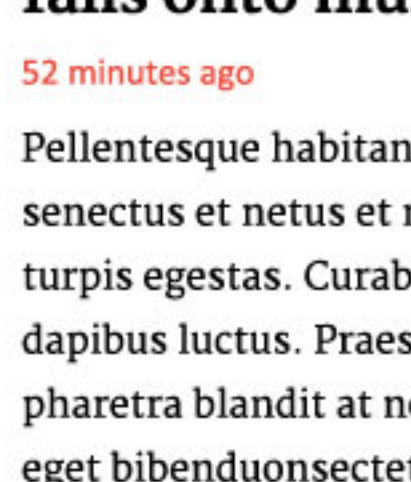 52 minutes ago
Pellentesque habitan
senectus et netus et
turpis egestas. Curab
dapibus luctus. Praes
pharetra blandit at
eget bibenduonsectet